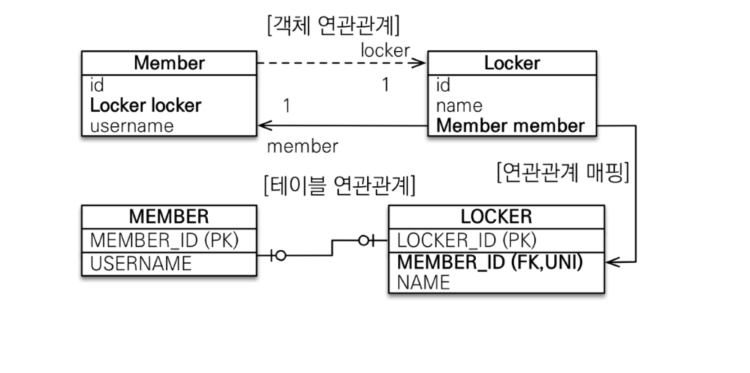 [객체 연관관계]
locker
Member
id
Locker locker
username
1
1
member
Locker
id
name
Member member
[연관관계 매핑]
[테이블 연관관계]
MEMBER
MEMBER_ID (PK)
USERNAME
LOCKER
LOCKER_ID (PK)
MEMBER_ID (FK,UNI)
NAME